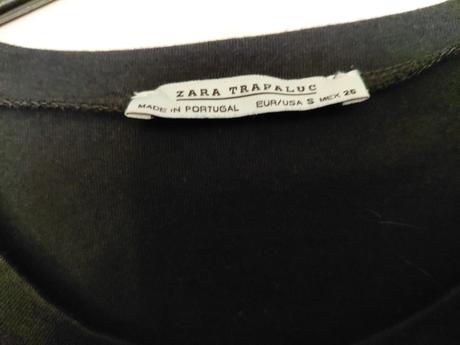 ZARA TRAFALUC
MADE IN PORTUGAL EUR/USA S MEX 26